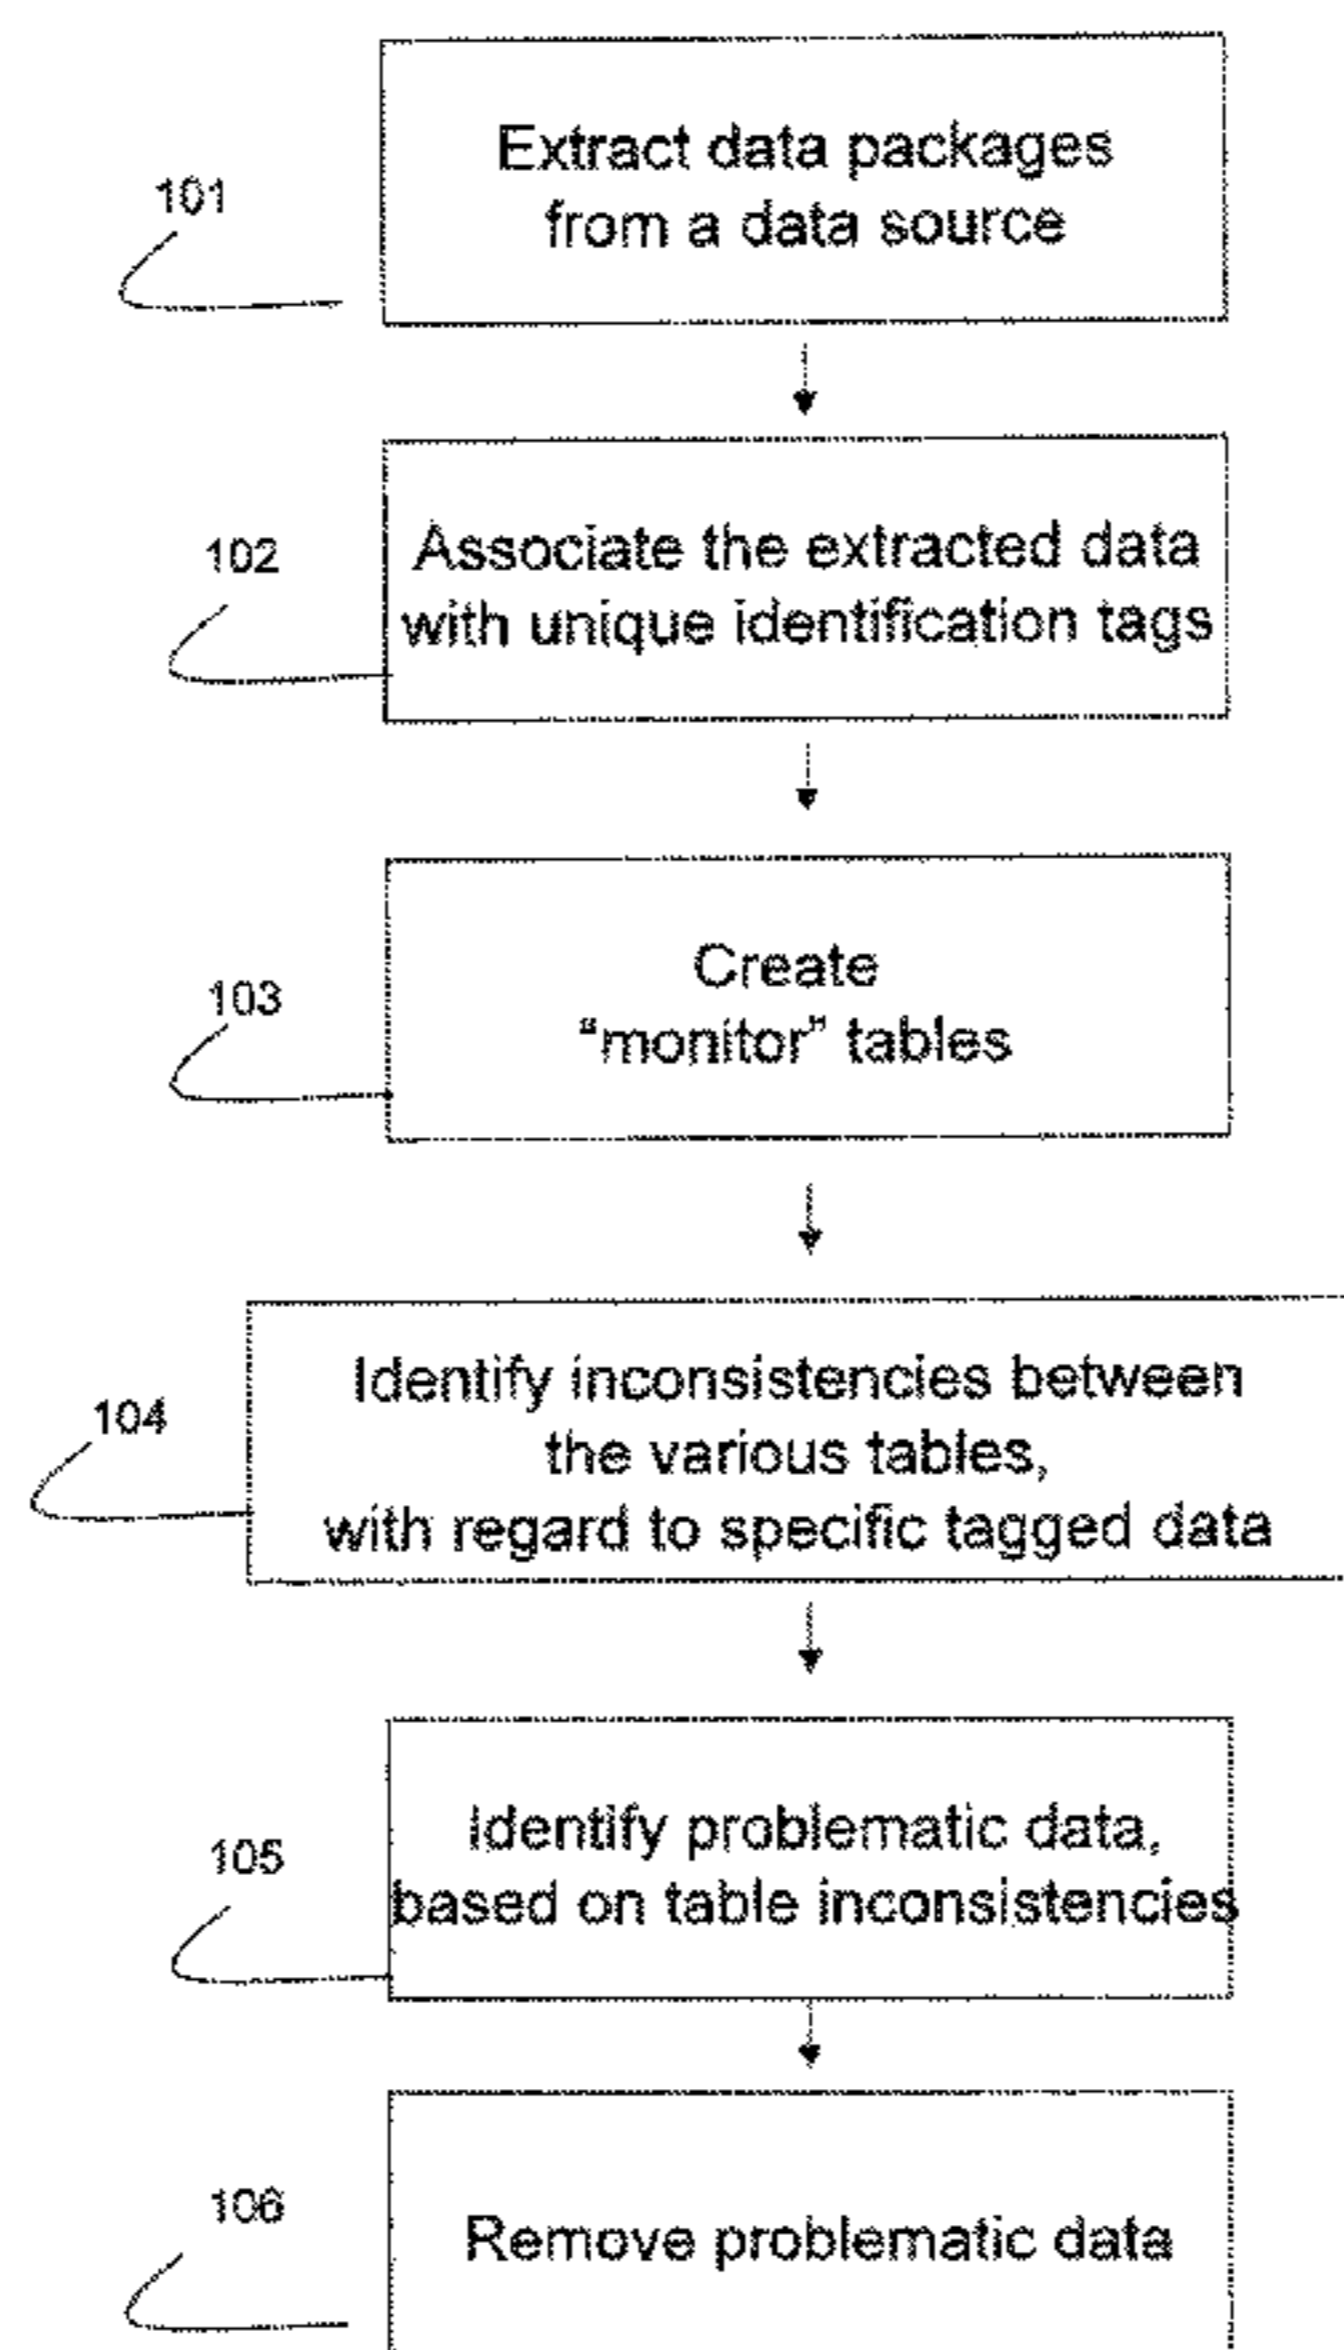 101
Extract data packages
from a data source
102
Associate the extracted data
with unique identification tags
103
Create
“monitor” tables
104
Identify inconsistencies between
the various tables,
with regard to specific tagged data
105
Identify problematic data,
based on table inconsistencies
106
Remove problematic data